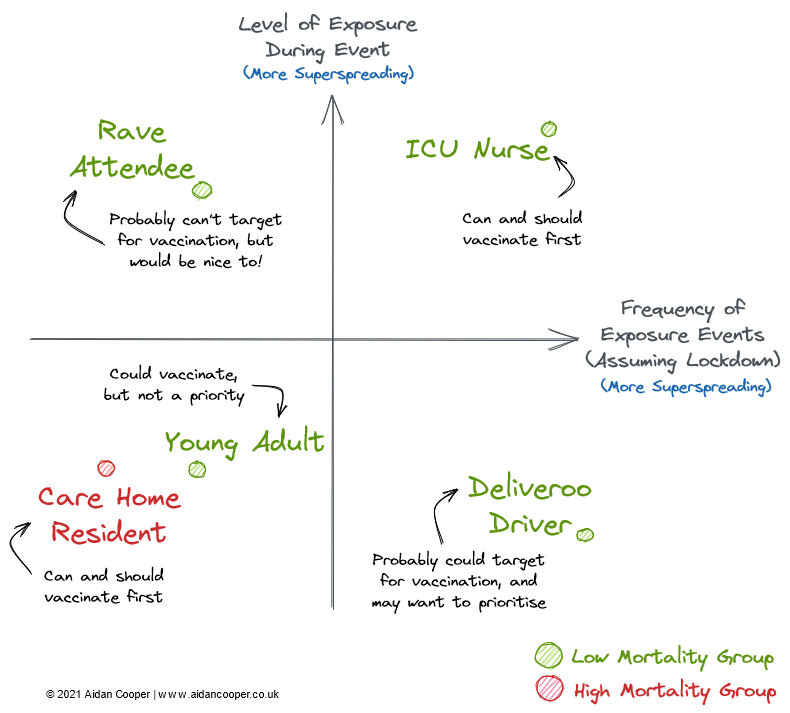 Level of Exposure
During Event
(More Superspreading)
Rave
Attendee
Probably can't target
for vaccination, but
would be nice to!
ICU Nurse
Can and should
vaccinate first
Frequency of
Exposure Events
(Assuming Lockdown)
(More Superspreading)
Could vaccinate,
but not a priority
Young Adult
Care Home
Resident
Can and should
vaccinate first
Deliveroo
Driver
Probably could target
for vaccination, and
may want to prioritise
Low Mortality Group
High Mortality Group
© 2021 Aidan Cooper | www.aidancooper.co.uk